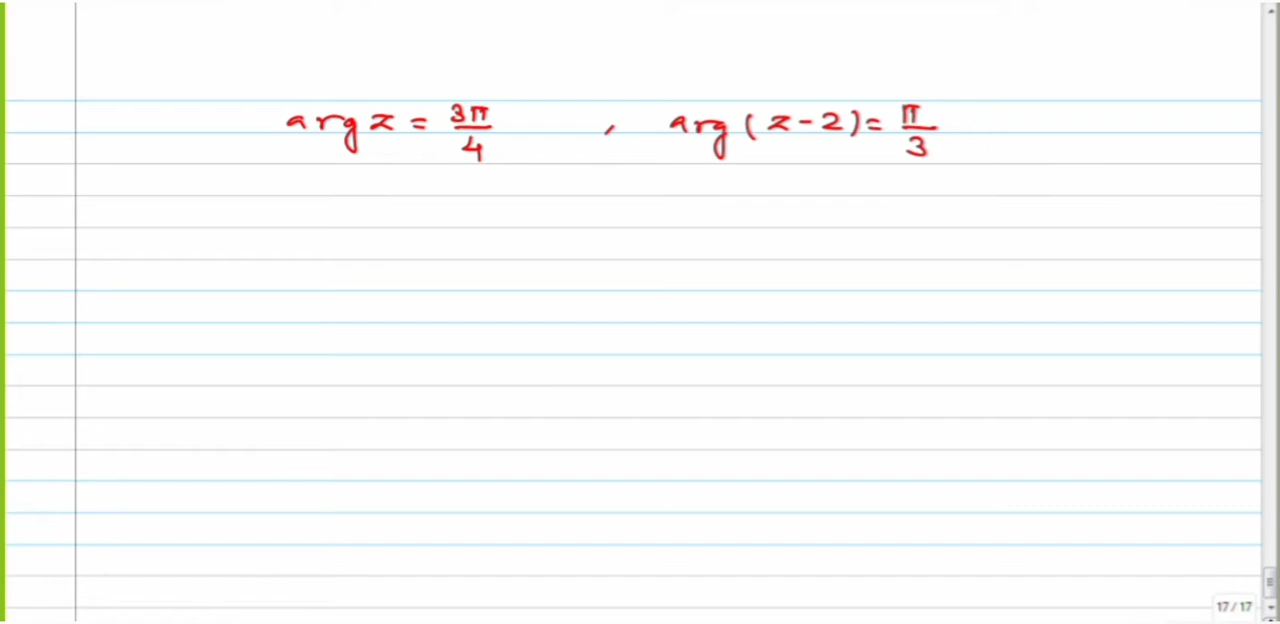 arg z = 3π/4 , arg(z-2) = π/3
17/17